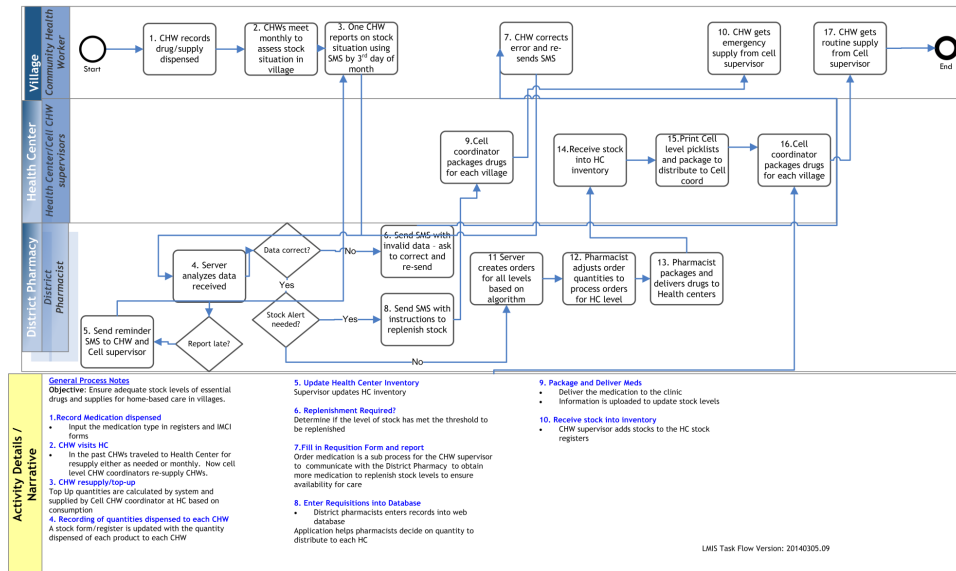 Village
Community Health
Worker
Start
1. CHW records
drug/supply
dispensed
2. CHWs meet
monthly to
assess stock
situation in
village
3. One CHW
reports on stock
situation using
SMS by 3rd day of
month
7. CHW corrects
error and re-
sends SMS
10. CHW gets
emergency
supply from cell
supervisor
17. CHW gets
routine supply
from Cell
supervisor
End
Health Center
Health Center/Cell CHW
supervisors
9.Cell
coordinator
packages drugs
for each village
14.Receive stock
into HC
inventory
15.Print Cell
level picklists
and package to
distribute to Cell
coord
16.Cell
coordinator
packages drugs
for each village
District Pharmacy
District
Pharmacist
4. Server
analyzes data
received
Data correct?
No
6. Send SMS with
invalid data – ask
to correct and
re-send
Yes
Stock Alert
needed?
Yes
8. Send SMS with
instructions to
replenish stock
No
5. Send reminder
SMS to CHW and
Cell supervisor
Report late?
11 Server
creates orders
for all levels
based on
algorithm
12. Pharmacist
adjusts order
quantities to
process orders
for HC level
13. Pharmacist
packages and
delivers drugs to
Health centers
Activity Details /
Narrative
General Process Notes
Objective: Ensure adequate stock levels of essential
drugs and supplies for home-based care in villages.
1.Record Medication dispensed
• Input the medication type in registers and IMCI
forms
2. CHW visits HC
• In the past CHWs traveled to Health Center for
resupply either as needed or monthly. Now cell
level CHW coordinators re-supply CHWs.
3. CHW resupply/top-up
Top Up quantities are calculated by system and
supplied by Cell CHW coordinator at HC based on
consumption
4. Recording of quantities dispensed to each CHW
A stock form/register is updated with the quantity
dispensed of each product to each CHW
5. Update Health Center Inventory
Supervisor updates HC inventory
6. Replenishment Required?
Determine if the level of stock has met the threshold to
be replenished
7.Fill in Requsition Form and report
Order medication is a sub process for the CHW supervisor
to communicate with the District Pharmacy to obtain
more medication to replenish stock levels to ensure
availability for care
8. Enter Requisitions into Database
• District pharmacists enters records into web
database
Application helps pharmacists decide on quantity to
distribute to each HC
9. Package and Deliver Meds
• Deliver the medication to the clinic
• Information is uploaded to update stock levels
10. Receive stock into inventory
• CHW supervisor adds stocks to the HC stock
registers
LMIS Task Flow Version: 20140305.09